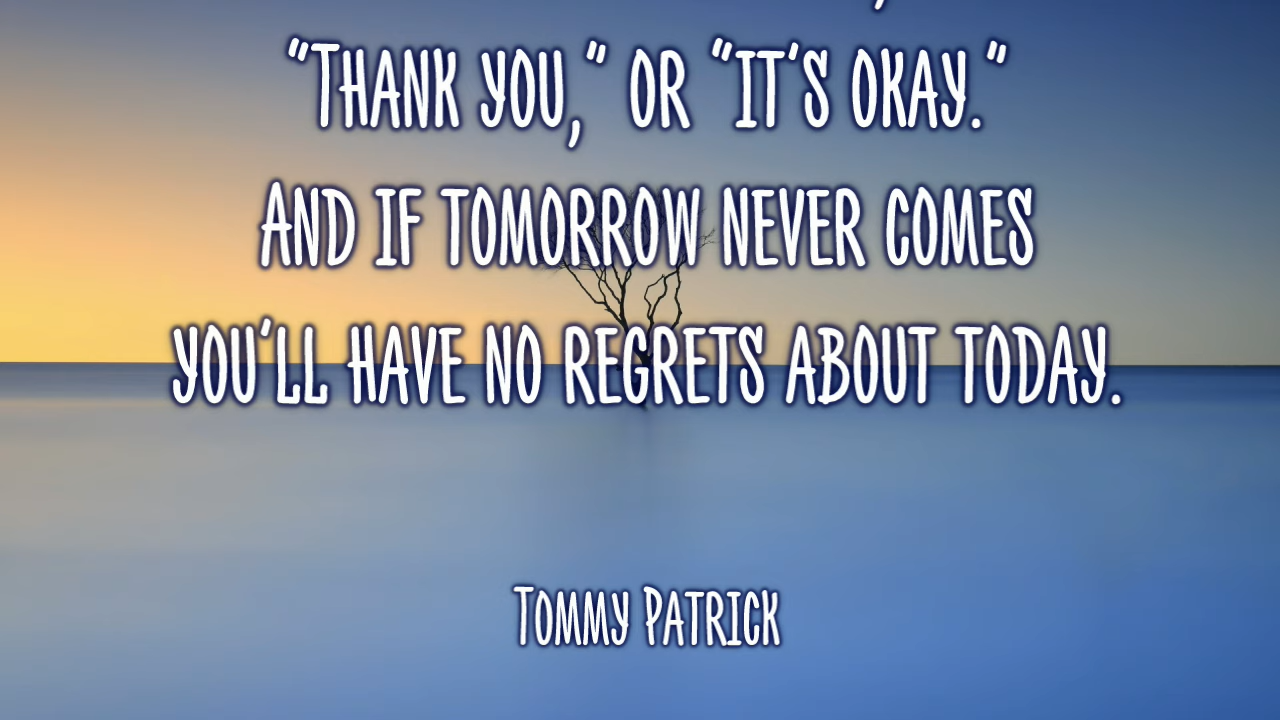 "Thank you," or "it's okay."
And if tomorrow never comes
you'll have no regrets about today.
Tommy Patrick